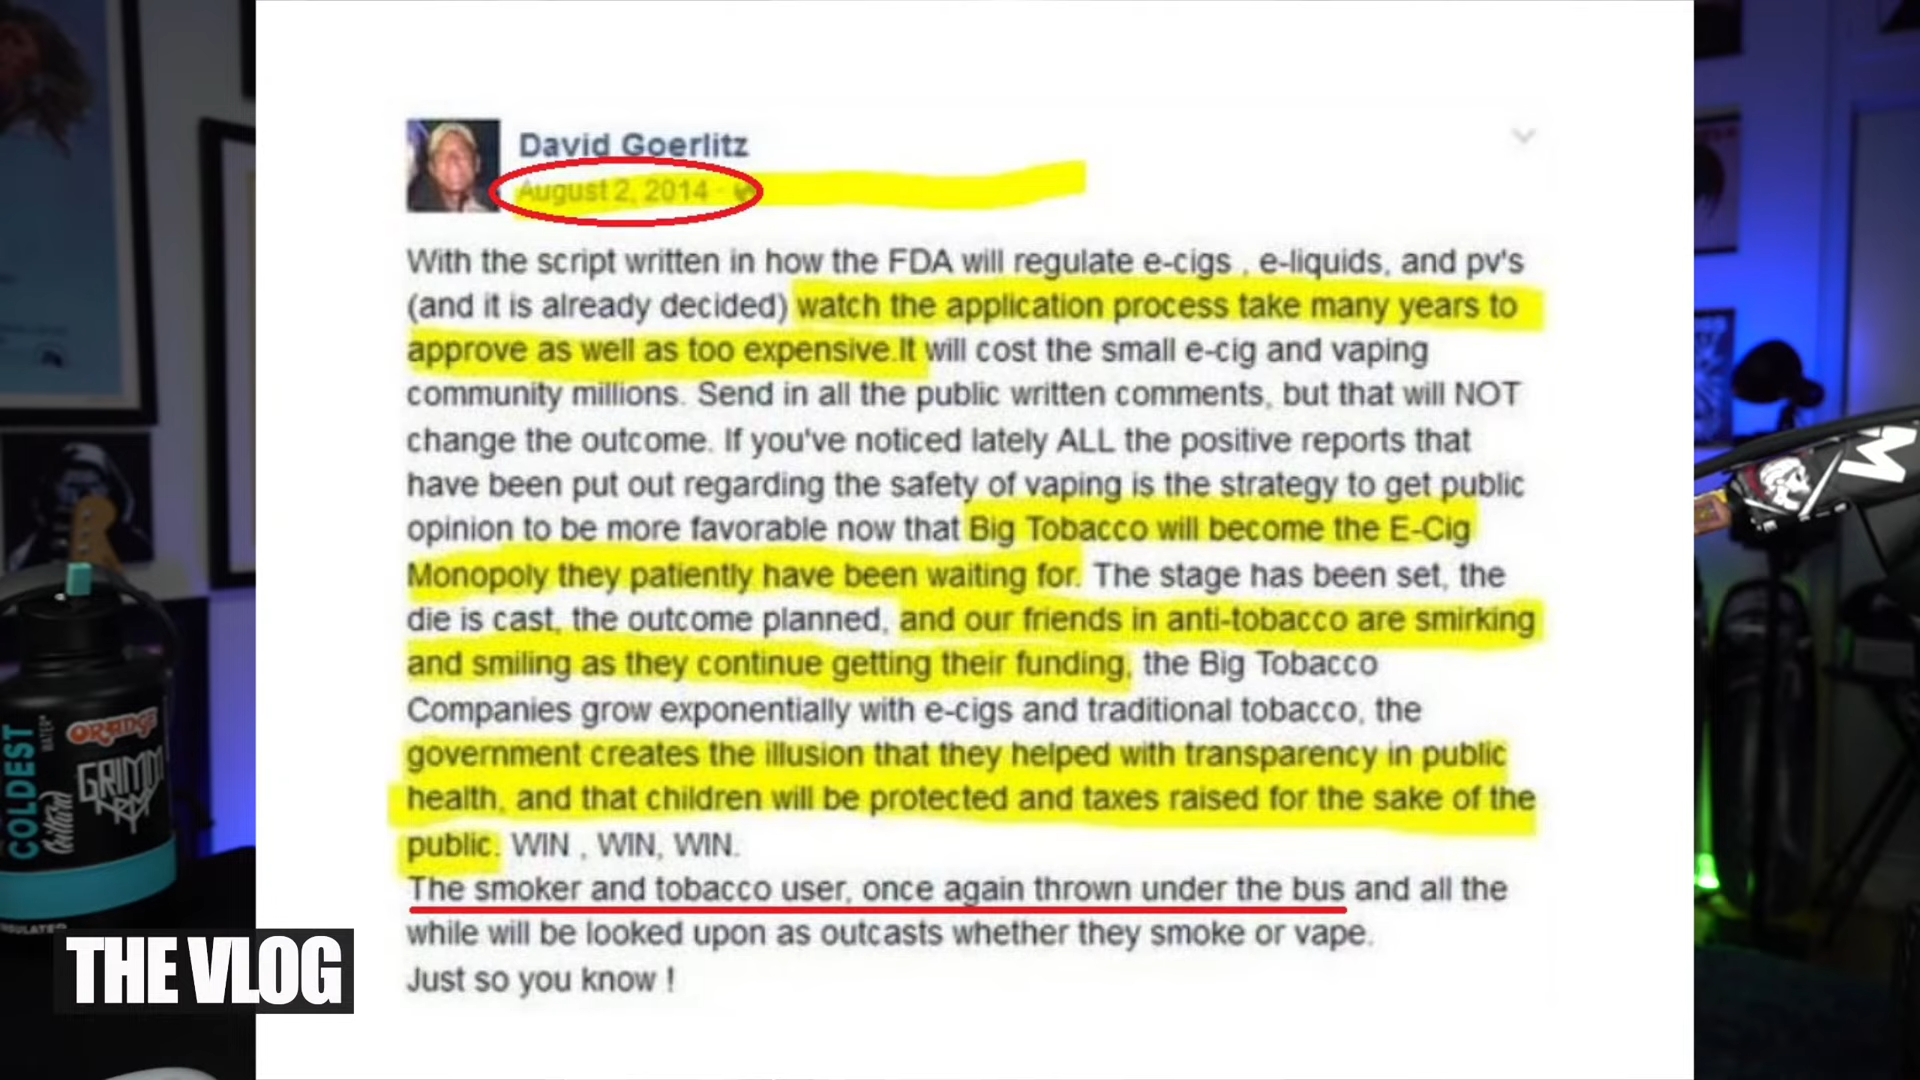 David Goerlitz
August 2, 2014
With the script written in how the FDA will regulate e-cigs , e-liquids, and pv's
(and it is already decided) watch the application process take many years to
approve as well as too expensive.It will cost the small e-cig and vaping
community millions. Send in all the public written comments, but that will NOT
change the outcome. If you've noticed lately ALL the positive reports that
have been put out regarding the safety of vaping is the strategy to get public
opinion to be more favorable now that Big Tobacco will become the E-Cig
Monopoly they patiently have been waiting for. The stage has been set, the
die is cast, the outcome planned, and our friends in anti-tobacco are smirking
and smiling as they continue getting their funding, the Big Tobacco
Companies grow exponentially with e-cigs and traditional tobacco, the
government creates the illusion that they helped with transparency in public
health, and that children will be protected and taxes raised for the sake of the
public. WIN , WIN, WIN.
The smoker and tobacco user, once again thrown under the bus and all the
while will be looked upon as outcasts whether they smoke or vape.
Just so you know !
COLDEST
WATER
Limited
ORANGE
GRIMM
THE VLOG